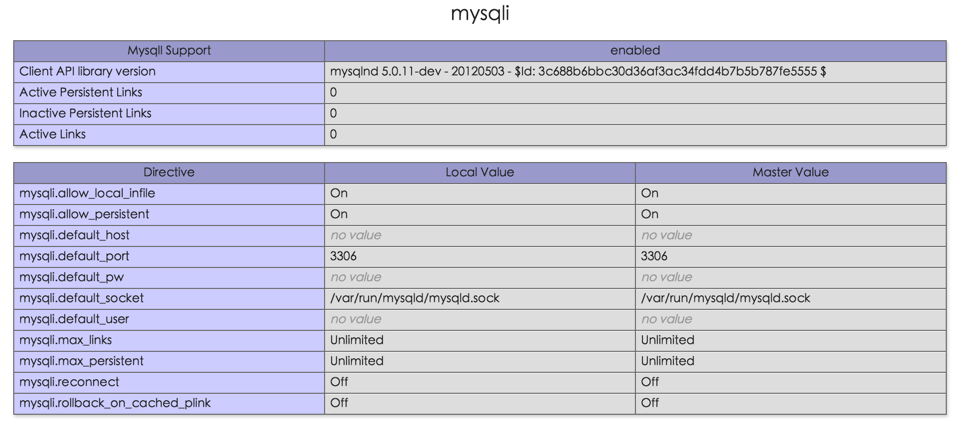 mysqli
MysqlI Support enabled
Client API library version mysqlnd 5.0.11-dev - 20120503 - $Id: 3c688b6bbc30d36af3ac34fdd4b7b5b787fe5555 $
Active Persistent Links 0
Inactive Persistent Links 0
Active Links 0
Directive Local Value Master Value
mysqli.allow_local_infile On On
mysqli.allow_persistent On On
mysqli.default_host no value no value
mysqli.default_port 3306 3306
mysqli.default_pw no value no value
mysqli.default_socket /var/run/mysqld/mysqld.sock /var/run/mysqld/mysqld.sock
mysqli.default_user no value no value
mysqli.max_links Unlimited Unlimited
mysqli.max_persistent Unlimited Unlimited
mysqli.reconnect Off Off
mysqli.rollback_on_cached_plink Off Off